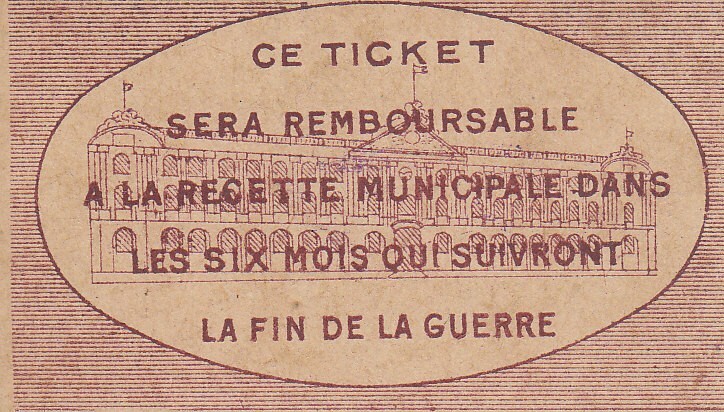 CE TICKET
SERA REMBOURSABLE
A LA RECETTE MUNICIPALE DANS
LES SIX MOIS QUI SUIVRONT
LA FIN DE LA GUERRE